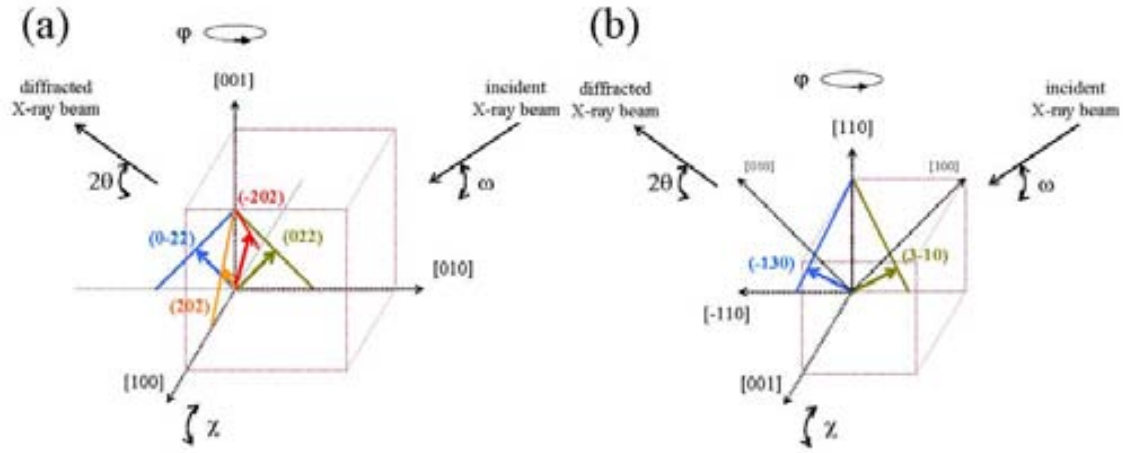 (a)
φ
[001]
diffracted
X-ray beam
incident
X-ray beam
2θ
ω
(-202)
(0-22)
(022)
[010]
(202)
[100]
χ
(b)
φ
diffracted
X-ray beam
incident
X-ray beam
[110]
[010]
[100]
2θ
ω
(-130)
(3-10)
[-110]
[001]
χ